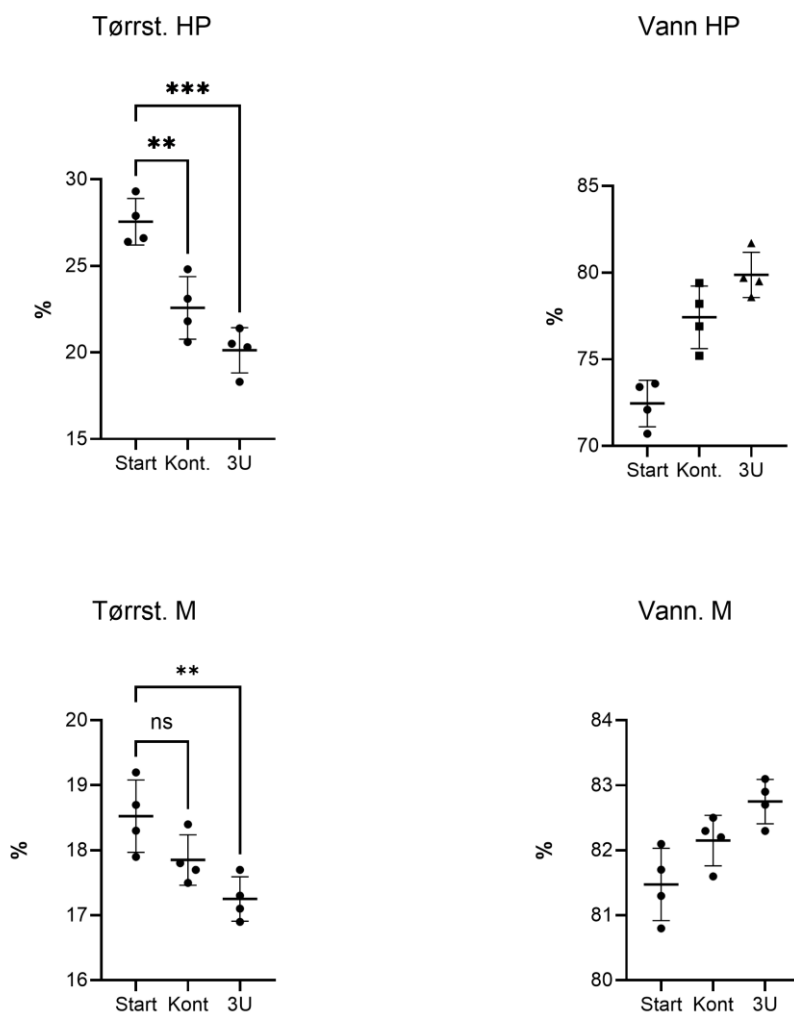 Tørrst. HP
***
**
30
25
20
15
%
Start Kont. 3U
Vann HP
85
80
75
70
%
Start Kont. 3U
Tørrst. M
**
ns
20
19
18
17
16
%
Start Kont 3U
Vann. M
84
83
82
81
80
%
Start Kont 3U